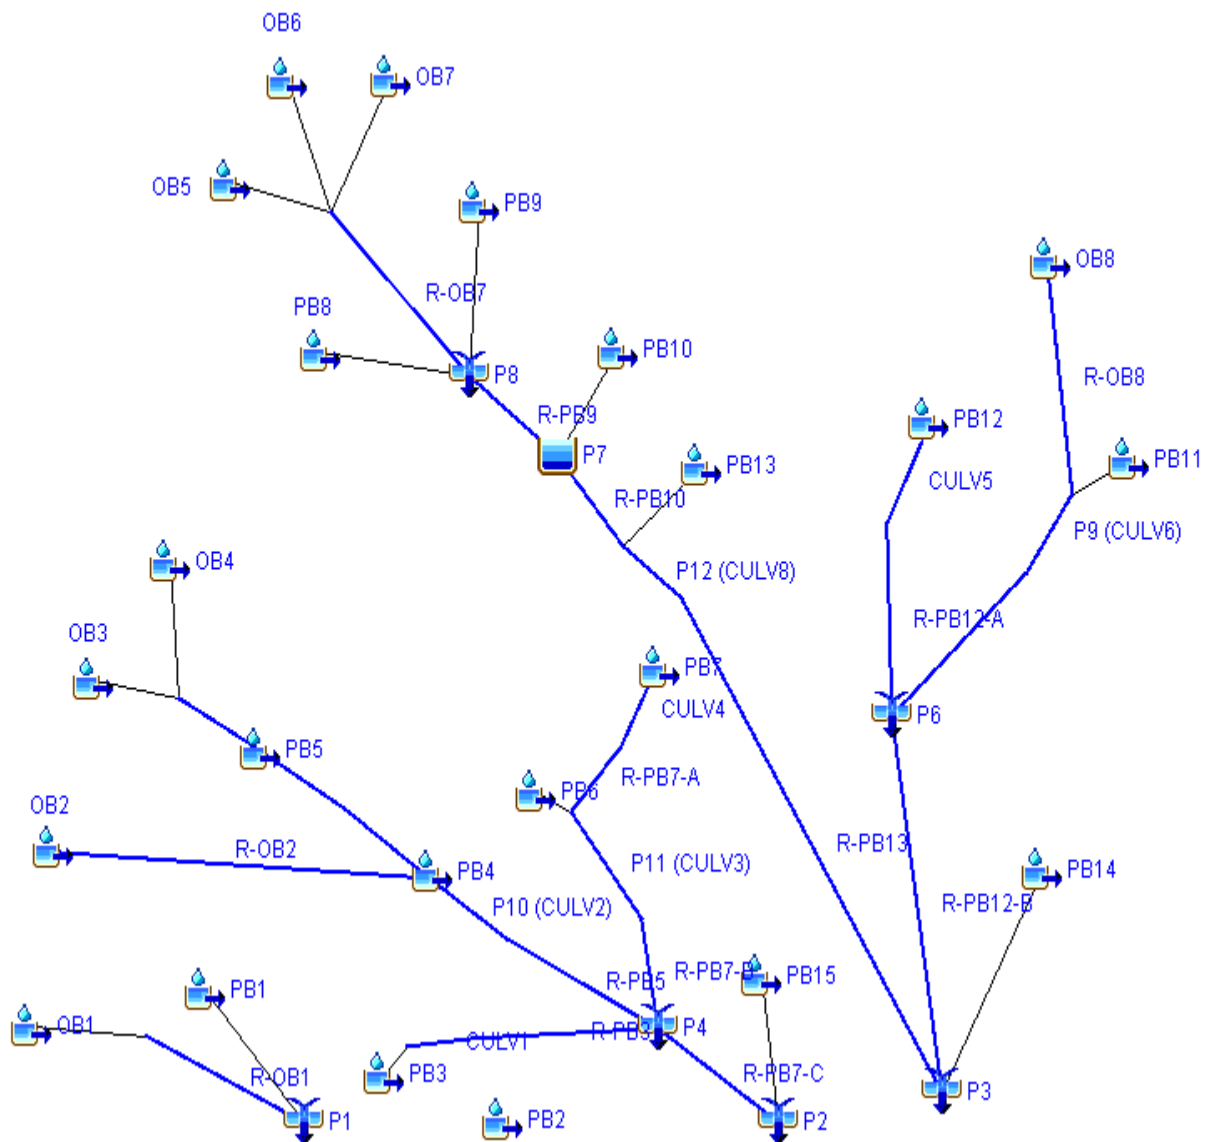 OB6
OB7
OB5
PB9
OB8
R-OB7
PB8
P8
PB10
R-OB8
R-PB9
PB12
P7
PB13
PB11
R-PB10
CULV5
P9 (CULV6)
OB4
P12 (CULV8)
R-PB12-A
OB3
PB7
CULV4
P6
PB5
R-PB7-A
PB6
OB2
R-OB2
R-PB13
P11 (CULV3)
PB4
PB14
R-PB12-B
P10 (CULV2)
R-PB7-B
R-PB5
PB15
PB1
OB1
R-PB3
P4
CULV1
R-OB1
PB3
R-PB7-C
P3
P1
PB2
P2